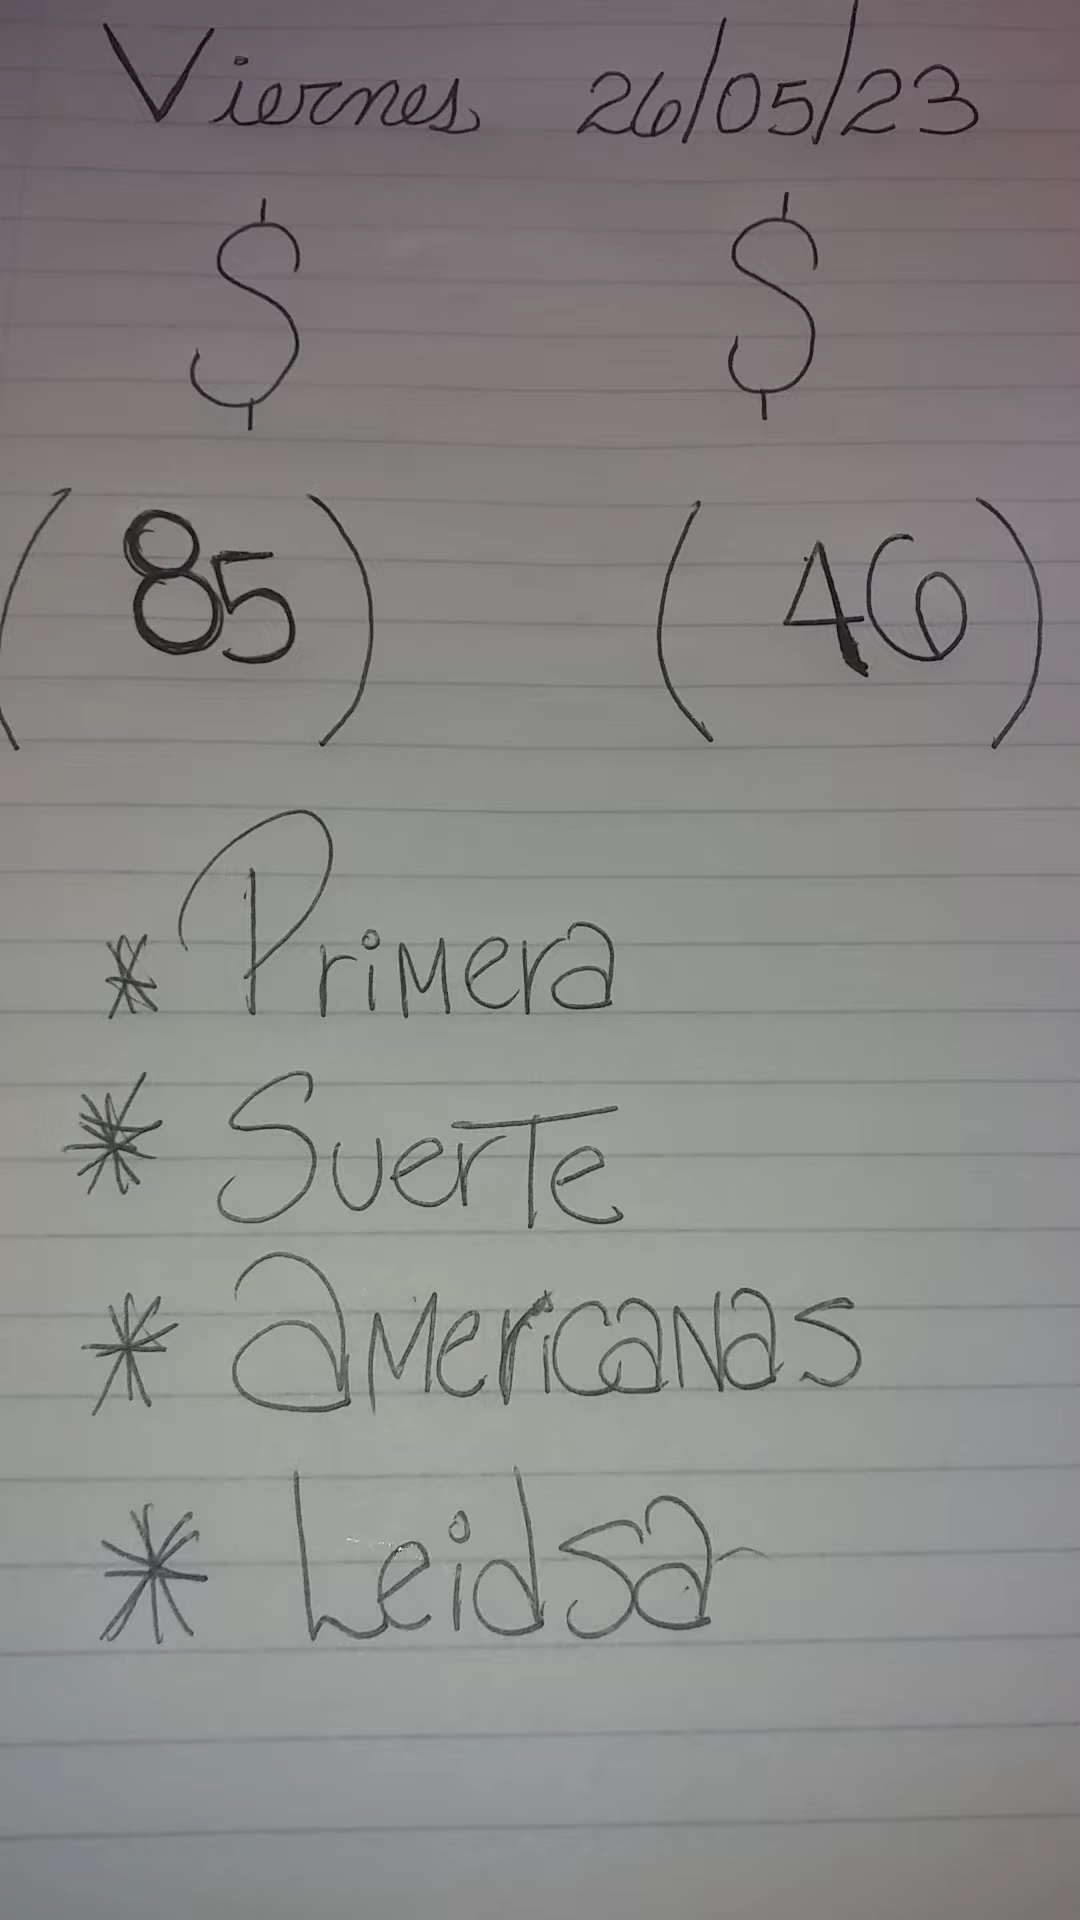 Viernes 26/05/23
$ $
(85) (46)
* Primera
* Suerte
* Americanas
* Leidsa